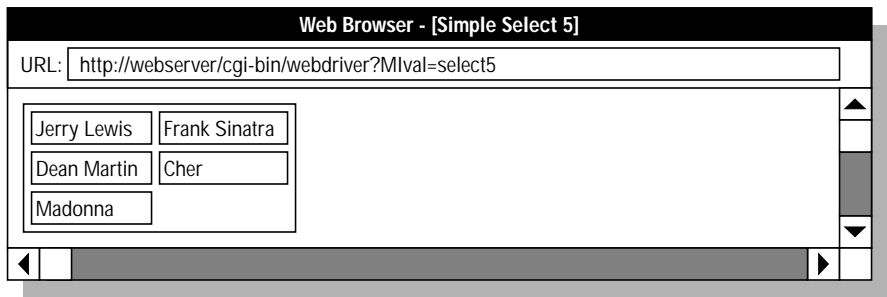 Web Browser - [Simple Select 5]
URL: http://webserver/cgi-bin/webdriver?MIval=select5
Jerry Lewis Frank Sinatra
Dean Martin Cher
Madonna